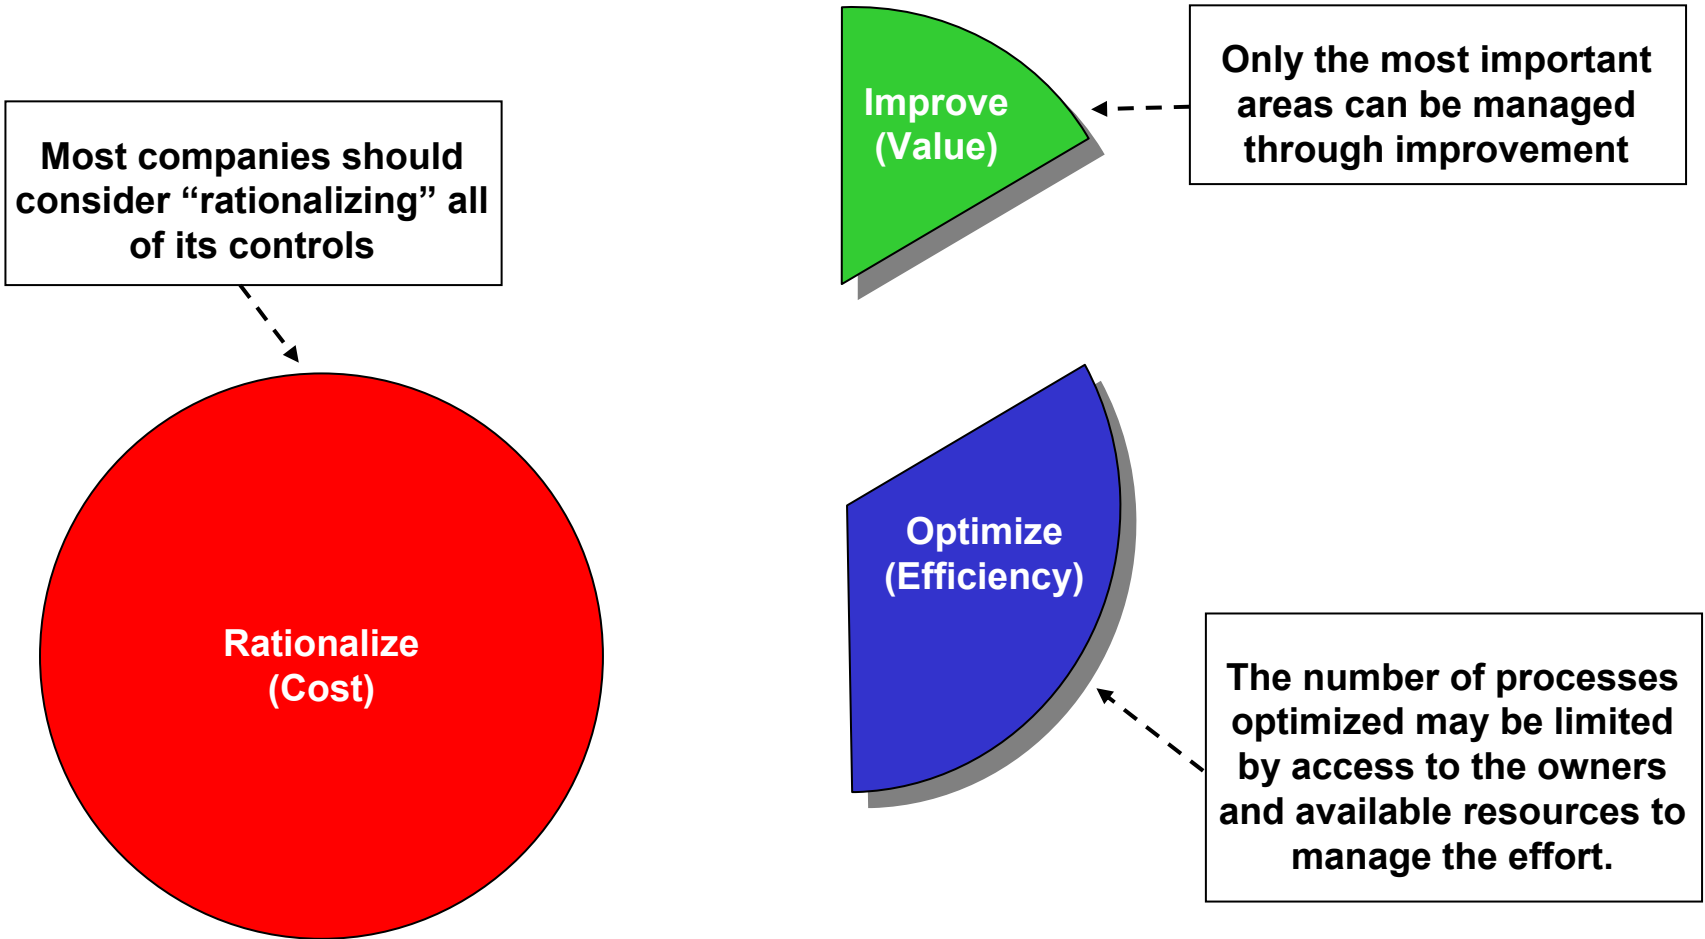 Most companies should
consider “rationalizing” all
of its controls
Rationalize
(Cost)
Improve
(Value)
Only the most important
areas can be managed
through improvement
Optimize
(Efficiency)
The number of processes
optimized may be limited
by access to the owners
and available resources to
manage the effort.